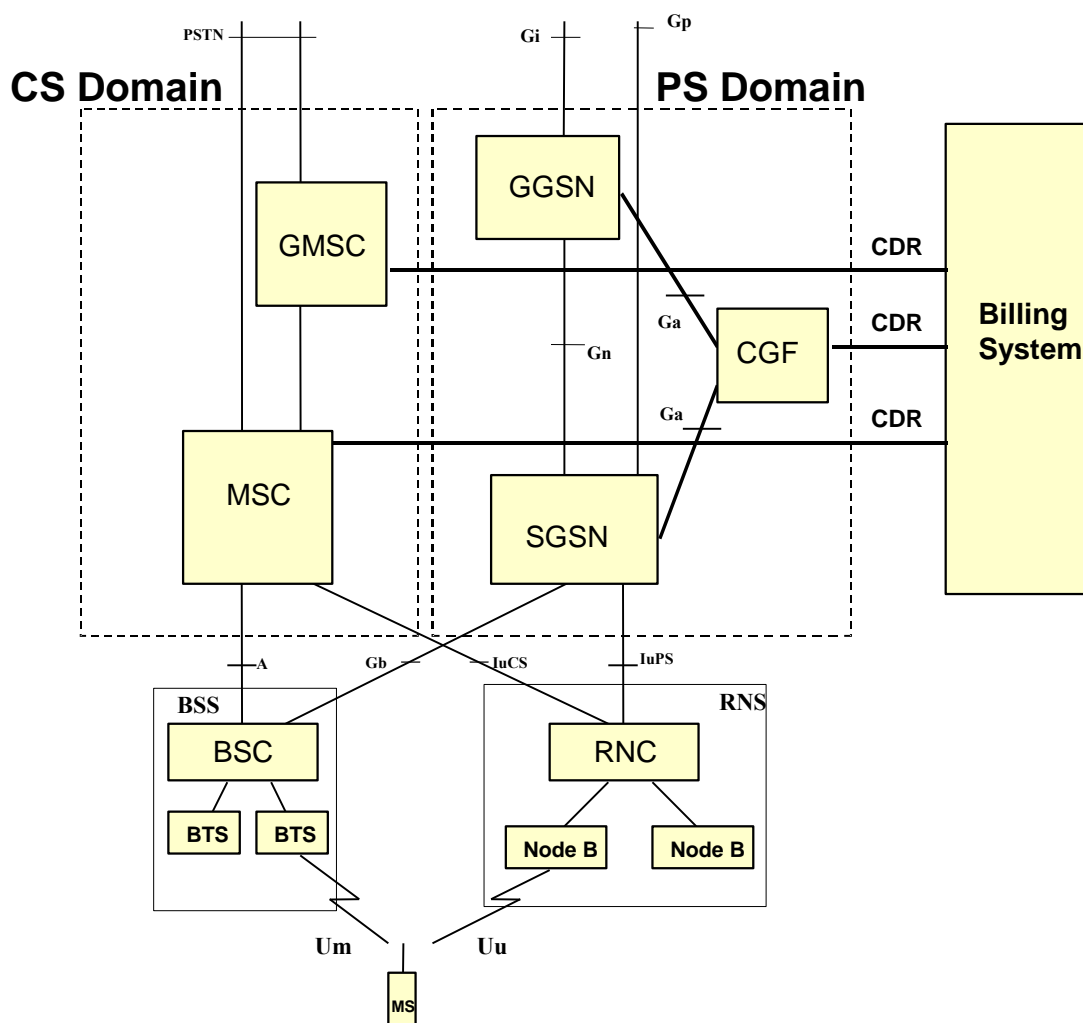 Gp
PSTN
Gi
CS Domain
PS Domain
GGSN
GMSC
CDR
Ga
Billing
System
CDR
Gn
CGF
Ga
CDR
MSC
SGSN
A
Gb
IuCS
IuPS
BSS
RNS
BSC
RNC
BTS
BTS
Node B
Node B
Um
Uu
MS